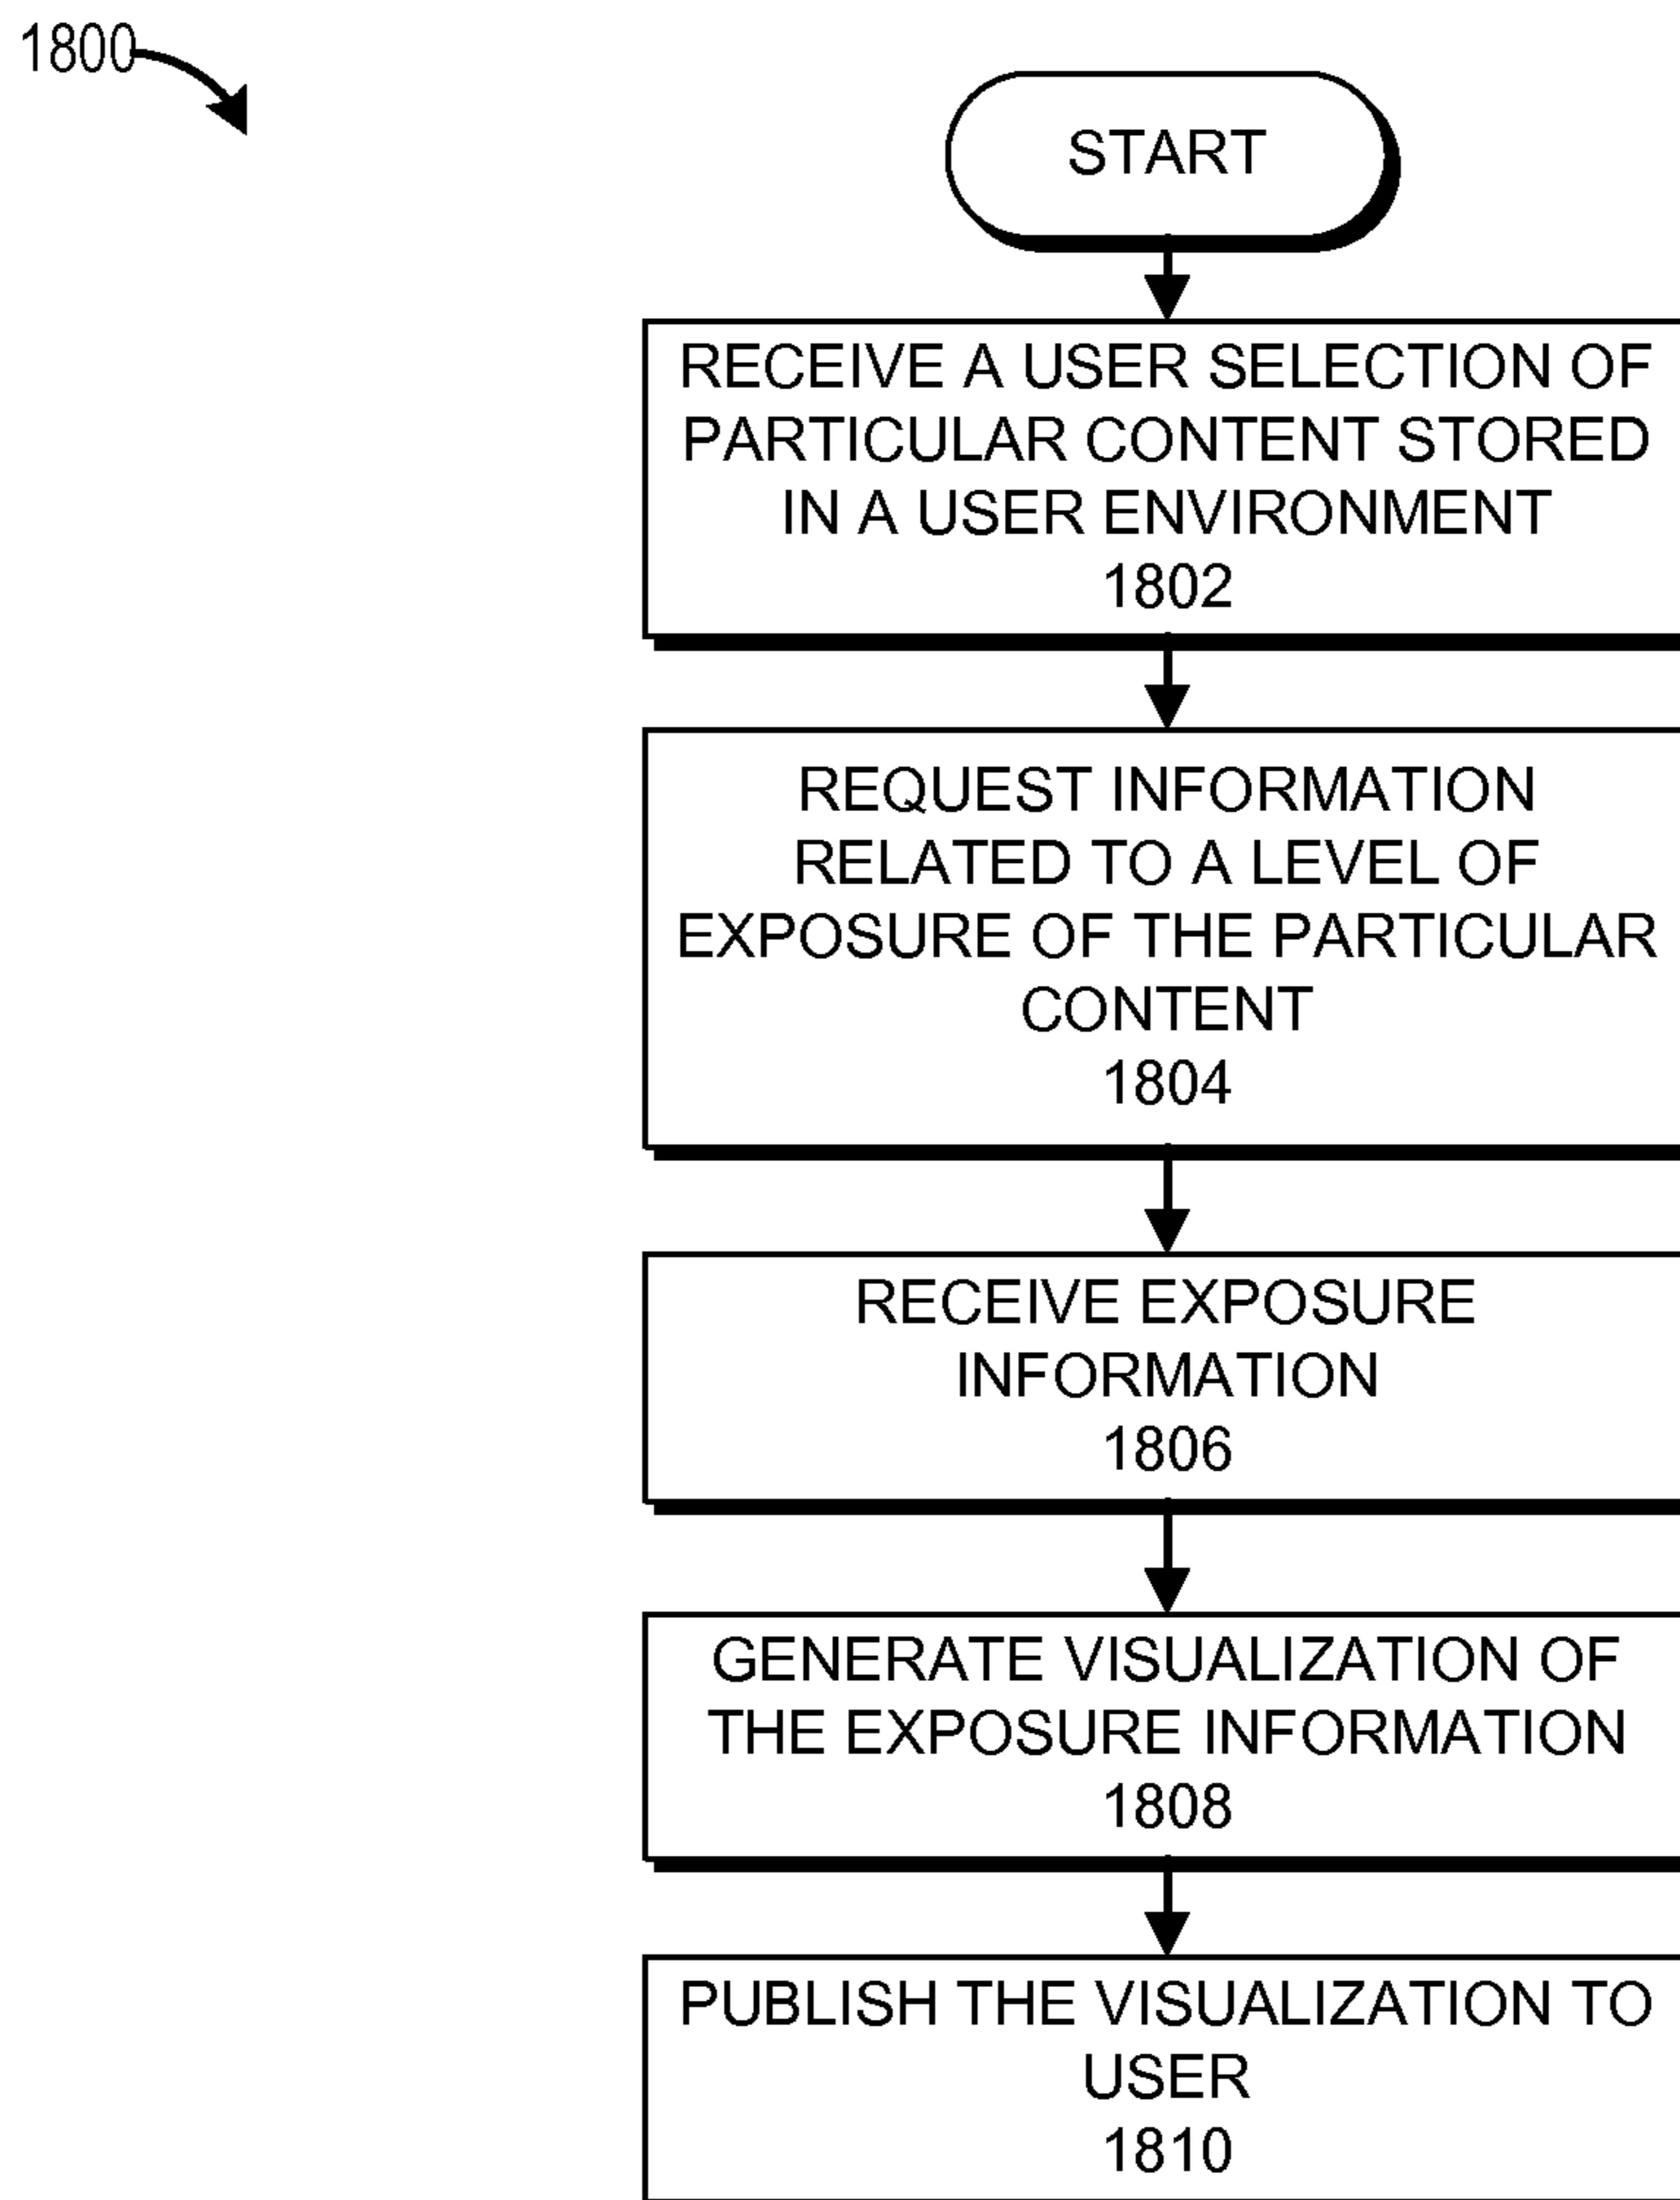 1800
START
RECEIVE A USER SELECTION OF
PARTICULAR CONTENT STORED
IN A USER ENVIRONMENT
1802
REQUEST INFORMATION
RELATED TO A LEVEL OF
EXPOSURE OF THE PARTICULAR
CONTENT
1804
RECEIVE EXPOSURE
INFORMATION
1806
GENERATE VISUALIZATION OF
THE EXPOSURE INFORMATION
1808
PUBLISH THE VISUALIZATION TO
USER
1810